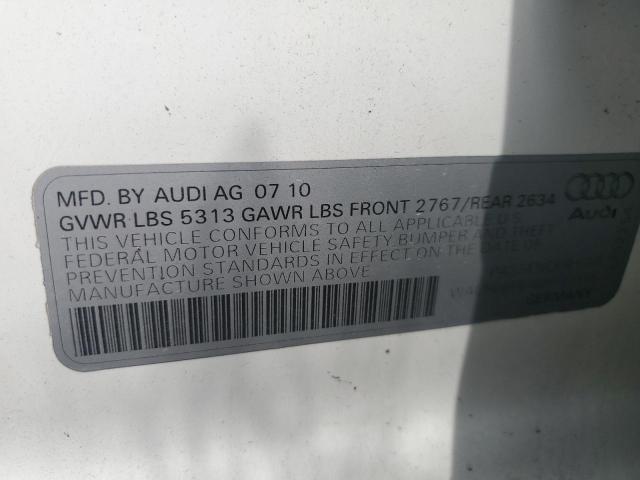 MFD. BY AUDI AG 07 10
GVWR LBS 5313 GAWR LBS FRONT 2767/REAR 2634
THIS VEHICLE CONFORMS TO ALL APPLICABLE U.S.
FEDERAL MOTOR VEHICLE SAFETY BUMPER AND THEFT
PREVENTION STANDARDS IN EFFECT ON THE DATE OF
MANUFACTURE SHOWN ABOVE
Audi
GERMANY